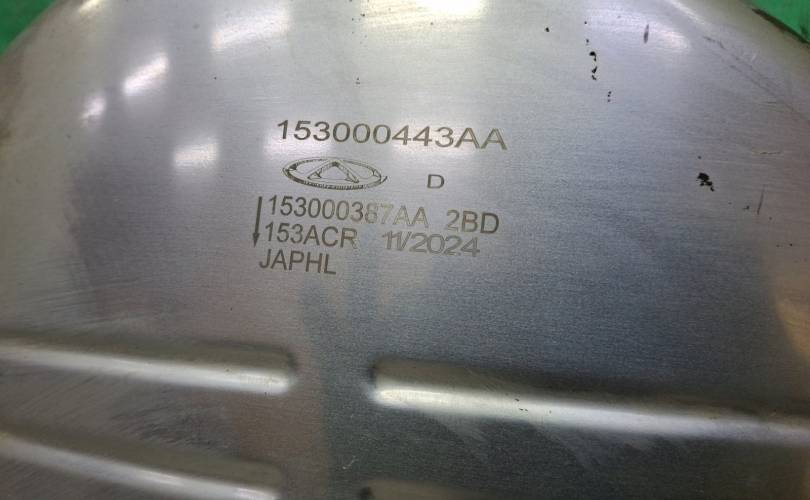 153000443AA
D
153000387AA 2BD
153ACR 11/2024
JAPHL